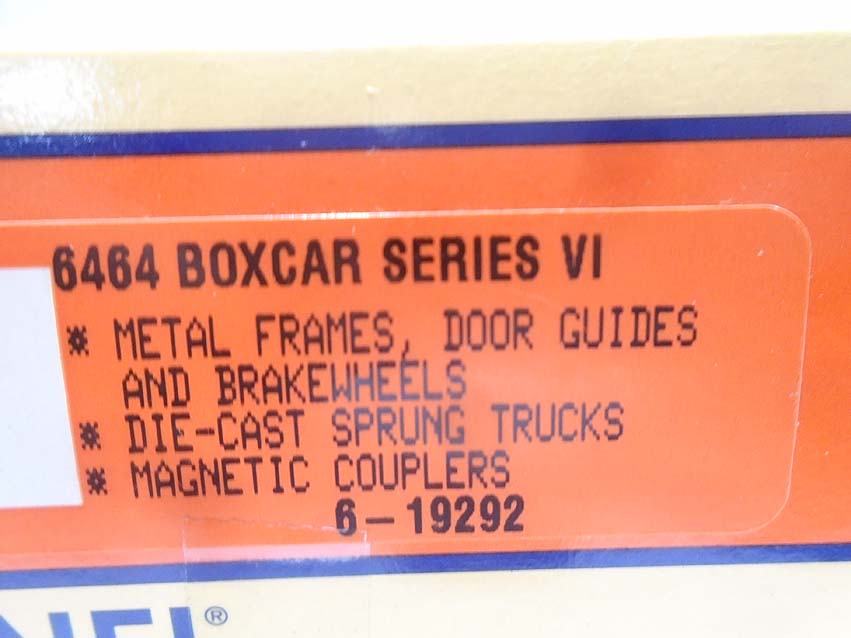 6464 BOXCAR SERIES VI
* METAL FRAMES, DOOR GUIDES
AND BRAKEWHEELS
* DIE-CAST SPRUNG TRUCKS
* MAGNETIC COUPLERS
6-19292